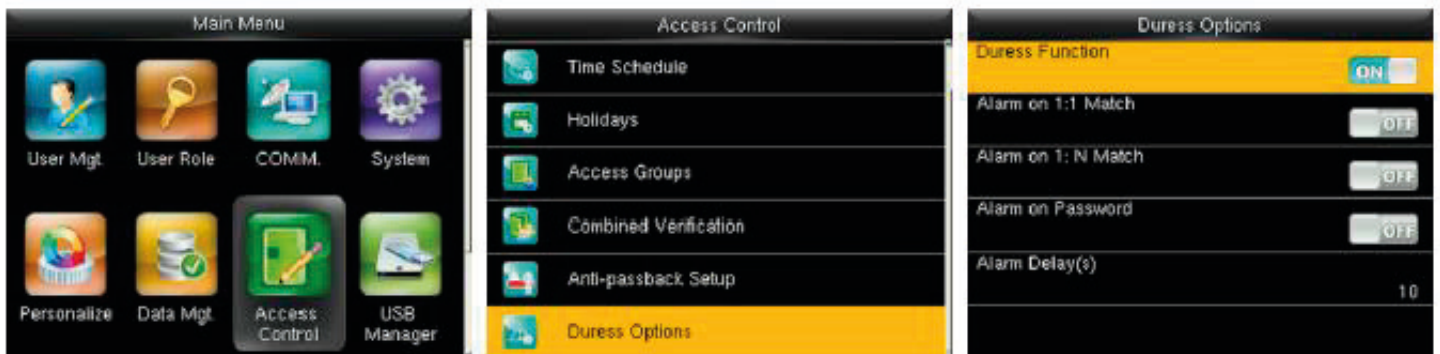 Main Menu
User Mgt.
User Role
COMM.
System
Personalize
Data Mgt.
Access
Control
USB
Manager
Access Control
Time Schedule
Holidays
Access Groups
Combined Verification
Anti-passback Setup
Duress Options
Duress Options
Duress Function
ON
Alarm on 1:1 Match
OFF
Alarm on 1: N Match
OFF
Alarm on Password
OFF
Alarm Delay(s)
10